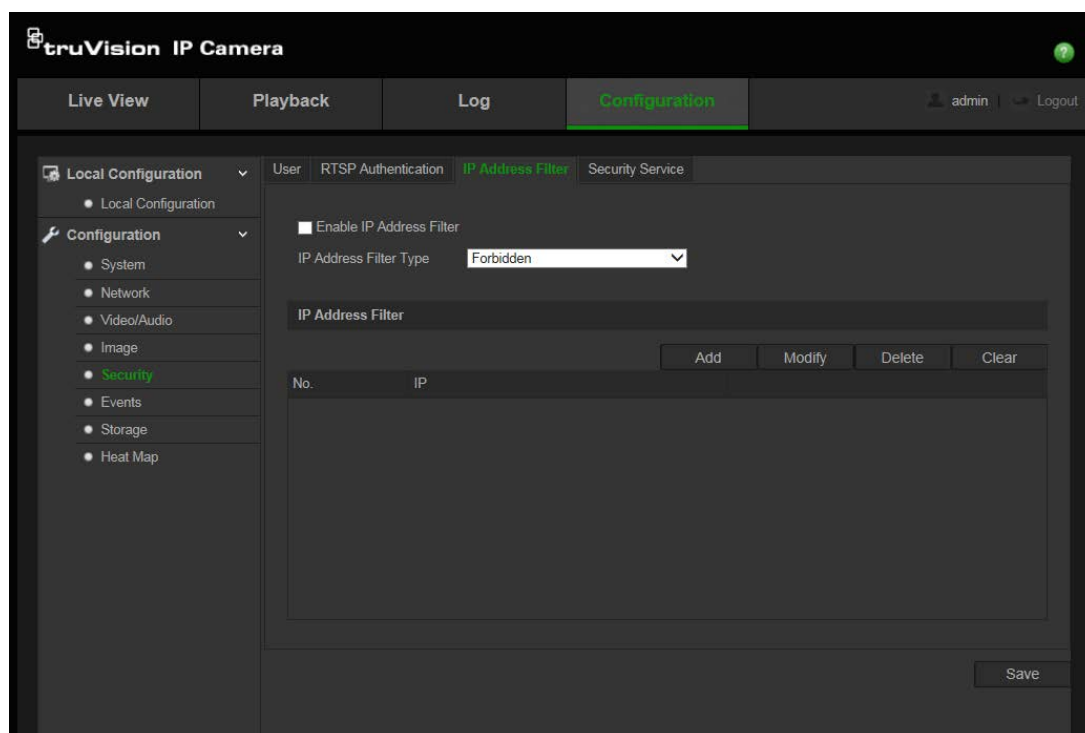 truVision IP Camera
?
Live View Playback Log Configuration admin | Logout
Local Configuration
Local Configuration
Configuration
System
Network
Video/Audio
Image
Security
Events
Storage
Heat Map
User RTSP Authentication IP Address Filter Security Service
Enable IP Address Filter
IP Address Filter Type Forbidden
IP Address Filter
Add Modify Delete Clear
No. IP
Save